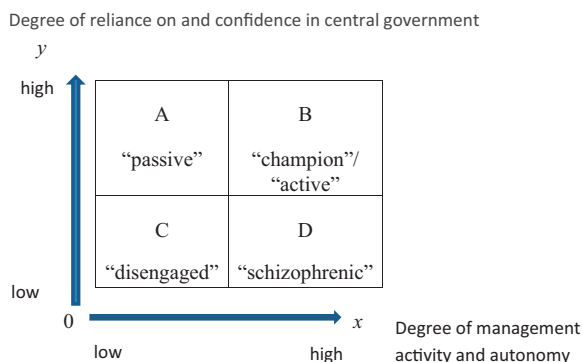 Degree of reliance on and confidence in central government
y
high
A
B
“passive”
“champion”/
“active”
C
D
“disengaged”
“schizophrenic”
low
0
x
low
high
Degree of management
activity and autonomy